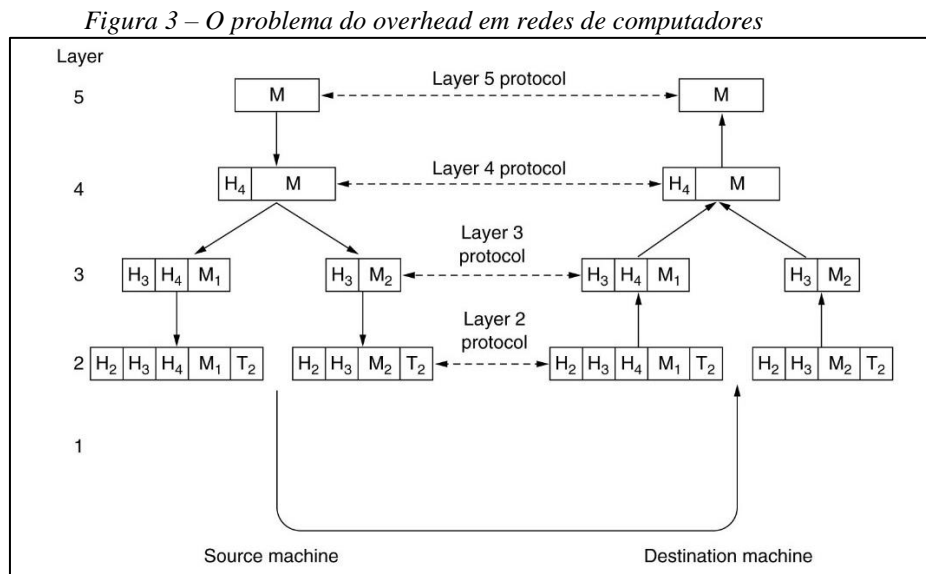 Figura 3 – O problema do overhead em redes de computadores
Layer
5 M Layer 5 protocol M
4 H4 M Layer 4 protocol H4 M
3 H3 H4 M1 H3 M2 Layer 3 protocol H3 H4 M1 H3 M2
2 H2 H3 H4 M1 T2 H2 H3 M2 T2 Layer 2 protocol H2 H3 H4 M1 T2 H2 H3 M2 T2
1
Source machine Destination machine